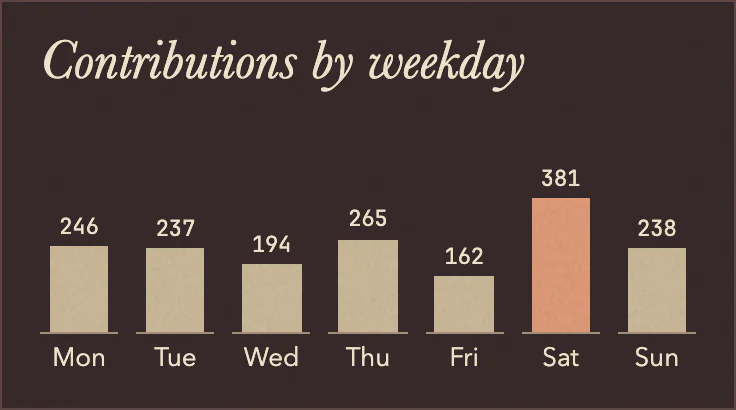 Contributions by weekday
246 237 194 265 162 381 238
Mon Tue Wed Thu Fri Sat Sun